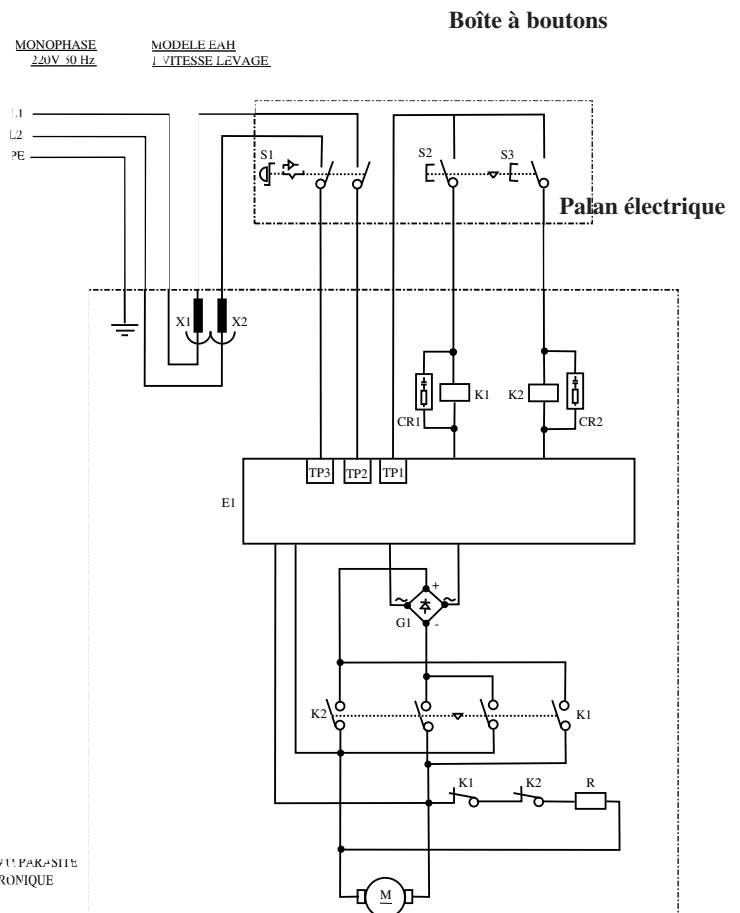 Boîte à boutons
MONOPHASE
220V 50 Hz
MODELE EAH
1 VITESSE LEVAGE
L1
L2
PE
S1
S2
S3
Palan électrique
X1
X2
K1
K2
CR1
CR2
TP3
TP2
TP1
E1
+
G1
-
K2
K1
K1
K2
R
PARASITE
M